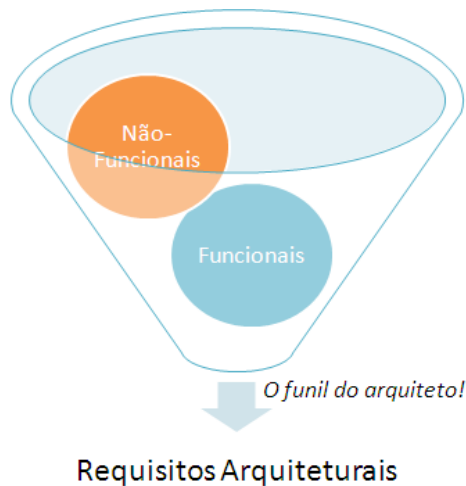 Não-
Funcionais
Funcionais
O funil do arquiteto!
Requisitos Arquiteturais